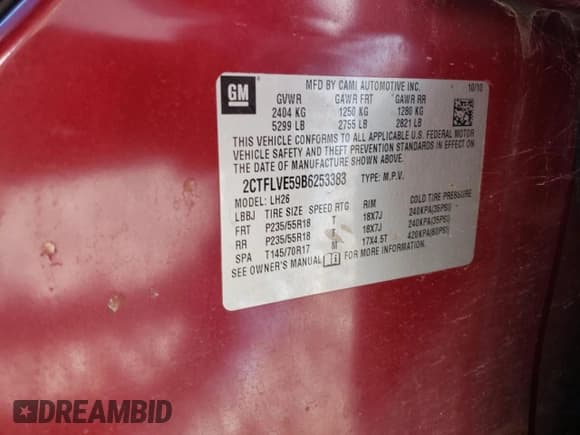 GM
MFD BY CAMI AUTOMOTIVE INC. 10/10
GVWR GAWR FRT GAWR RR
2404 KG 1250 KG 1280 KG
5299 LB 2755 LB 2821 LB
THIS VEHICLE CONFORMS TO ALL APPLICABLE U.S. FEDERAL MOTOR
VEHICLE SAFETY AND THEFT PREVENTION STANDARDS IN EFFECT ON
THE DATE OF MANUFACTURE SHOWN ABOVE.
2CTFLVE59B6253383 TYPE: M.P.V.
MODEL: LH26
LBBJ TIRE SIZE SPEED RTG RIM COLD TIRE PRESSURE
FRT P235/55R18 T 18X7J 240KPA(35PSI)
RR P235/55R18 18X7J 240KPA(35PSI)
SPA T145/70R17 M 17X4.5T 420KPA(60PSI)
SEE OWNER'S MANUAL FOR MORE INFORMATION
DREAMBID